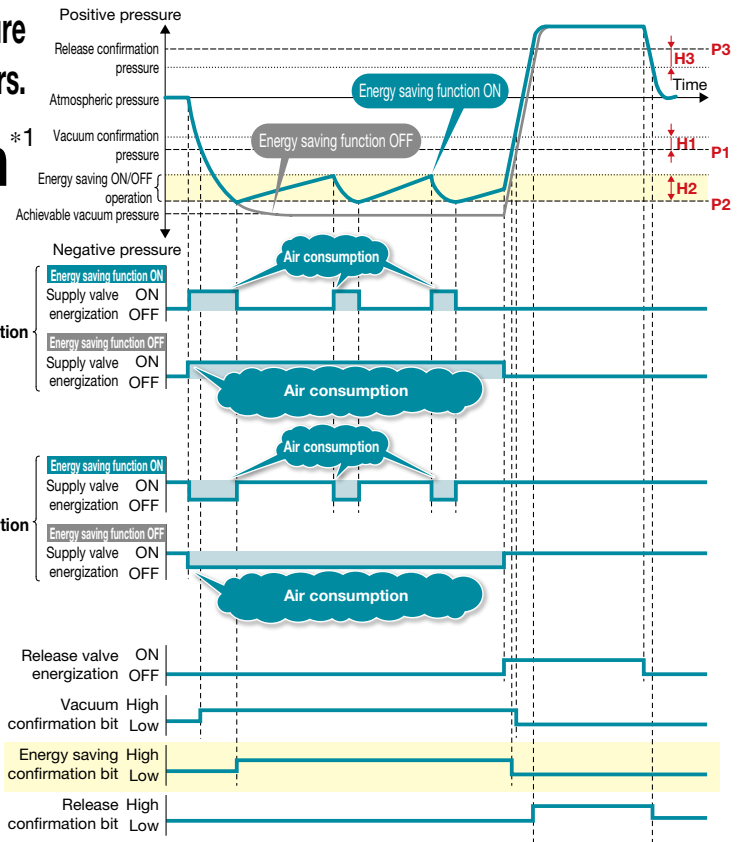 Positive pressure
Release confirmation
pressure
P3
H3
rs.
Time
Atmospheric pressure
Energy saving function ON
*1
Vacuum confirmation
pressure
Energy saving function OFF
H1
P1
Energy saving ON/OFF
operation
H2
P2
Achievable vacuum pressure
Negative pressure
Energy saving function ON
Air consumption
Supply valve ON
energization OFF
Energy saving function OFF
Supply valve ON
energization OFF
Air consumption
Energy saving function ON
Air consumption
Supply valve ON
energization OFF
Energy saving function OFF
Supply valve ON
energization OFF
Air consumption
Release valve ON
energization OFF
Vacuum High
confirmation bit Low
Energy saving High
confirmation bit Low
Release High
confirmation bit Low